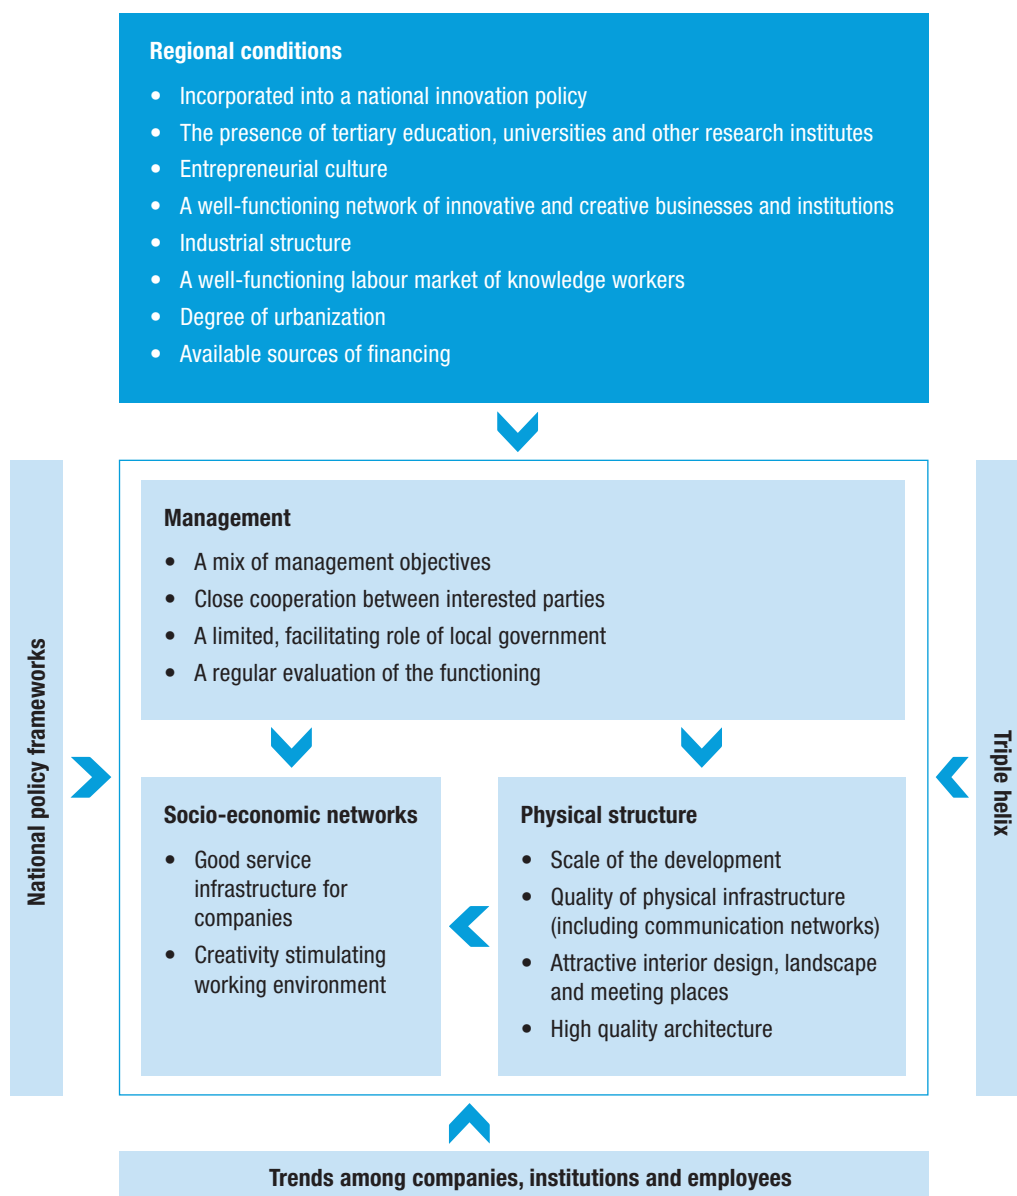 Regional conditions
• Incorporated into a national innovation policy
• The presence of tertiary education, universities and other research institutes
• Entrepreneurial culture
• A well-functioning network of innovative and creative businesses and institutions
• Industrial structure
• A well-functioning labour market of knowledge workers
• Degree of urbanization
• Available sources of financing
National policy frameworks
Management
• A mix of management objectives
• Close cooperation between interested parties
• A limited, facilitating role of local government
• A regular evaluation of the functioning
Socio-economic networks
• Good service
infrastructure for
companies
• Creativity stimulating
working environment
Physical structure
• Scale of the development
• Quality of physical infrastructure
(including communication networks)
• Attractive interior design, landscape
and meeting places
• High quality architecture
Triple helix
Trends among companies, institutions and employees